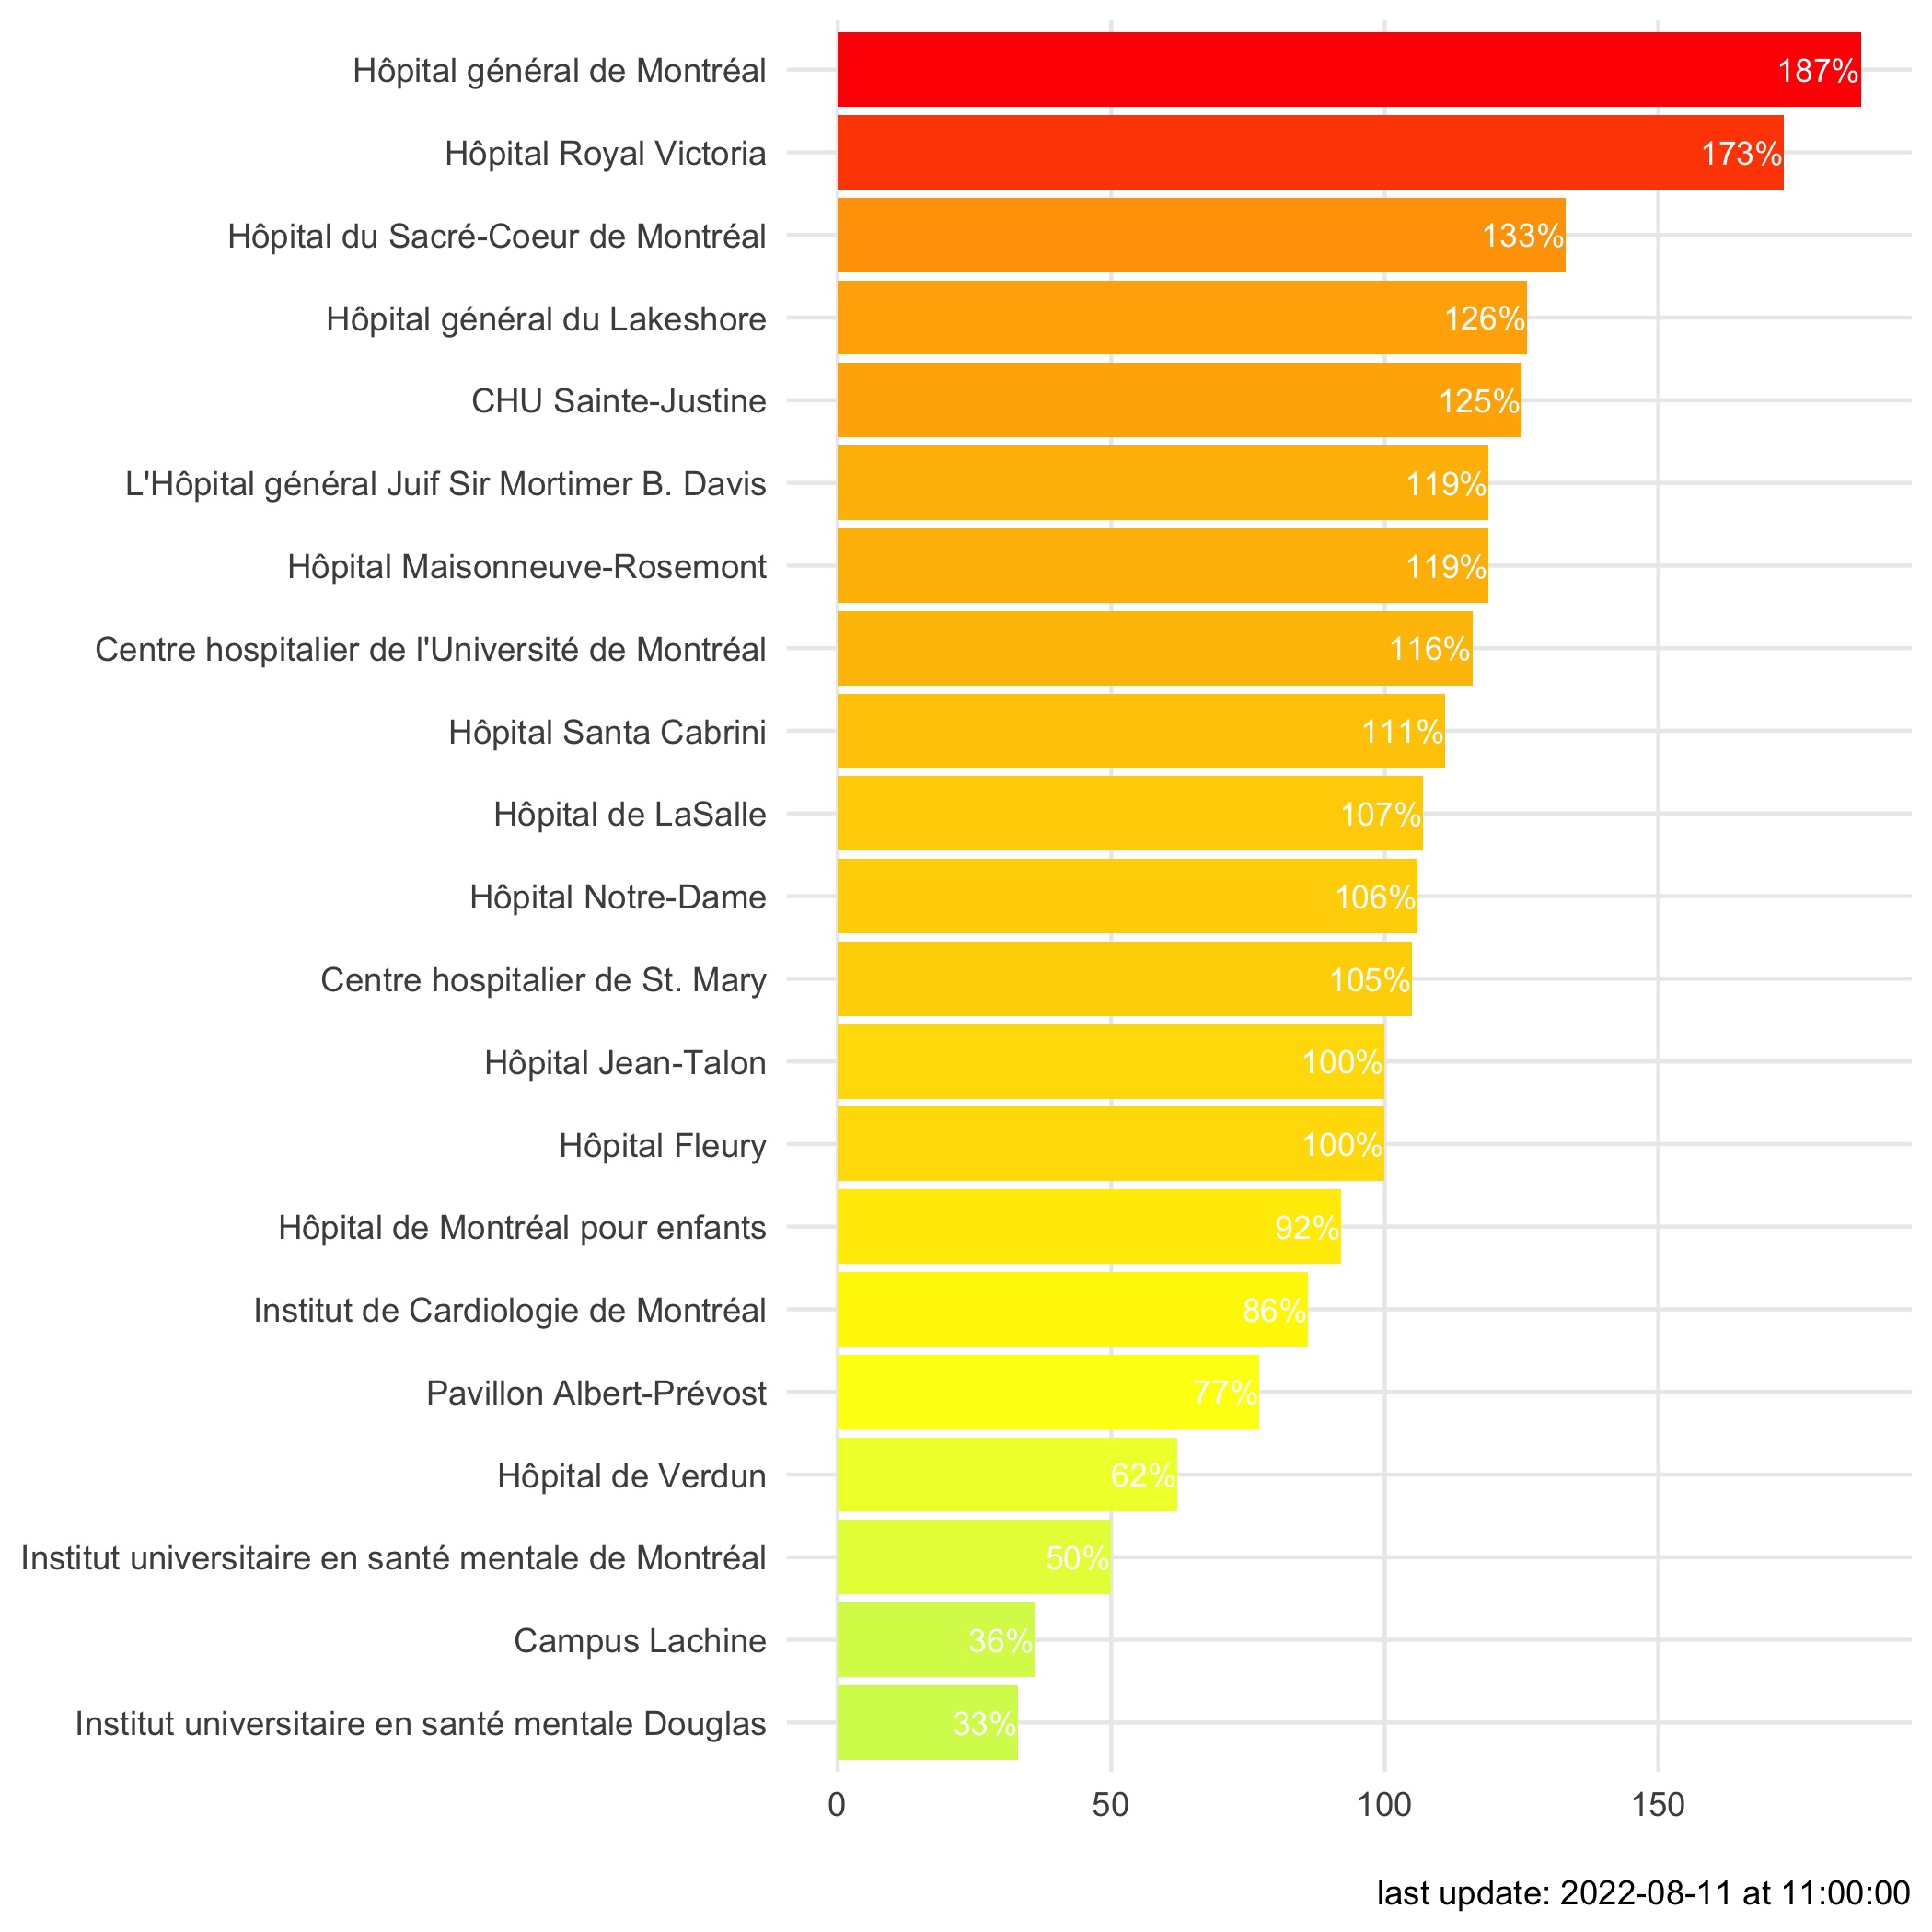 Hôpital général de Montréal 187%
Hôpital Royal Victoria 173%
Hôpital du Sacré-Coeur de Montréal 133%
Hôpital général du Lakeshore 126%
CHU Sainte-Justine 125%
L'Hôpital général Juif Sir Mortimer B. Davis 119%
Hôpital Maisonneuve-Rosemont 119%
Centre hospitalier de l'Université de Montréal 116%
Hôpital Santa Cabrini 111%
Hôpital de LaSalle 107%
Hôpital Notre-Dame 106%
Centre hospitalier de St. Mary 105%
Hôpital Jean-Talon 100%
Hôpital Fleury 100%
Hôpital de Montréal pour enfants 92%
Institut de Cardiologie de Montréal 86%
Pavillon Albert-Prévost 77%
Hôpital de Verdun 62%
Institut universitaire en santé mentale de Montréal 50%
Campus Lachine 36%
Institut universitaire en santé mentale Douglas 33%
0 50 100 150
last update: 2022-08-11 at 11:00:00